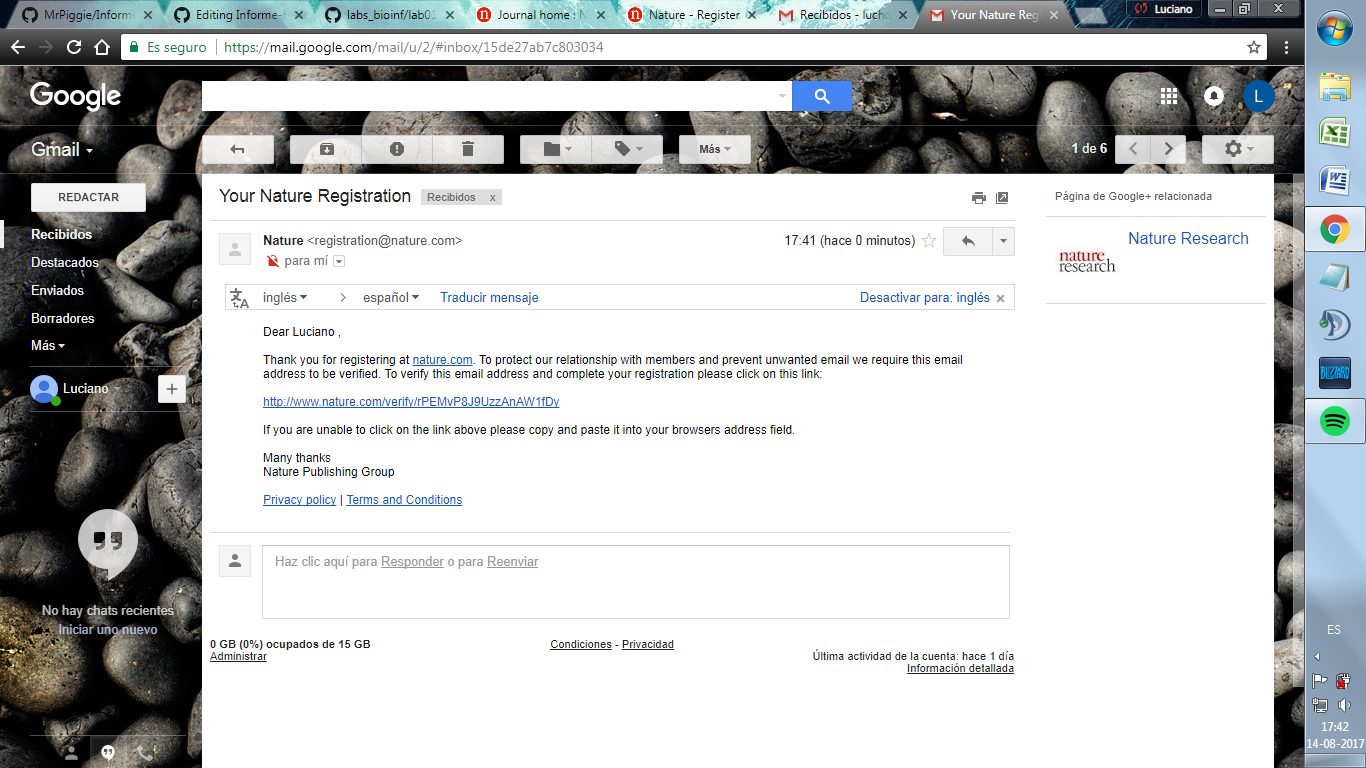 MrPiggie/Informe
Editing Informe-
labs_bioinf/lab01
Journal home : N
Nature - Register
Recibidos - lucho
Your Nature Reg
Luciano
Es seguro
https://mail.google.com/mail/u/2/#inbox/15de27ab7c803034
Google
L
Gmail
Más
1 de 6
REDACTAR
Recibidos
Destacados
Enviados
Borradores
Más
Luciano
No hay chats recientes
Iniciar uno nuevo
Your Nature Registration
Recibidos x
Nature <registration@nature.com>
17:41 (hace 0 minutos)
para mí
inglés
español
Traducir mensaje
Desactivar para: inglés
Dear Luciano ,
Thank you for registering at nature.com. To protect our relationship with members and prevent unwanted email we require this email
address to be verified. To verify this email address and complete your registration please click on this link:
http://www.nature.com/verify/rPEMvP8J9UzzAnAW1fDy
If you are unable to click on the link above please copy and paste it into your browsers address field.
Many thanks
Nature Publishing Group
Privacy policy | Terms and Conditions
Haz clic aquí para Responder o para Reenviar
0 GB (0%) ocupados de 15 GB
Administrar
Condiciones - Privacidad
Última actividad de la cuenta: hace 1 día
Información detallada
Página de Google+ relacionada
nature
research
Nature Research
BLIZZARD
ES
17:42
14-08-2017